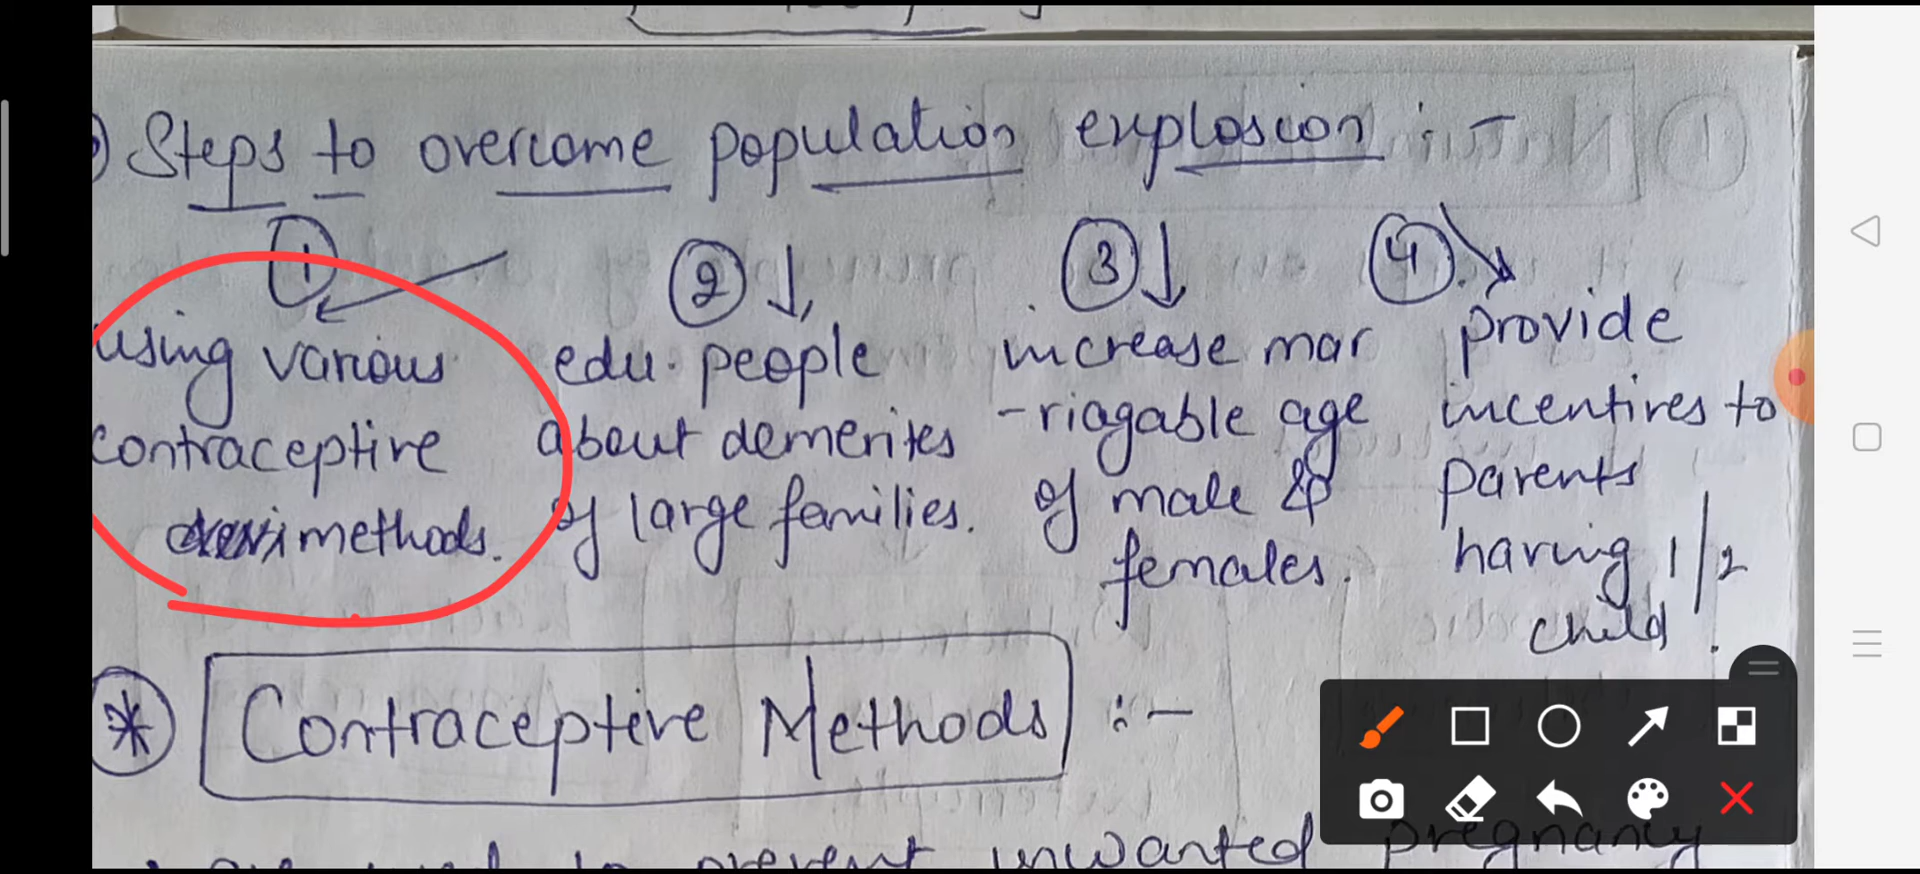 Steps to overcome population explosion :-
1
using various
contraceptive
methods.
2
edu. people
about demerites
of large families.
3
increase mar
-riagable age
of male &
females.
4
provide
incentives to
parents
having 1/2
child.
* Contraceptive Methods :-
to prevent unwanted pregnancy